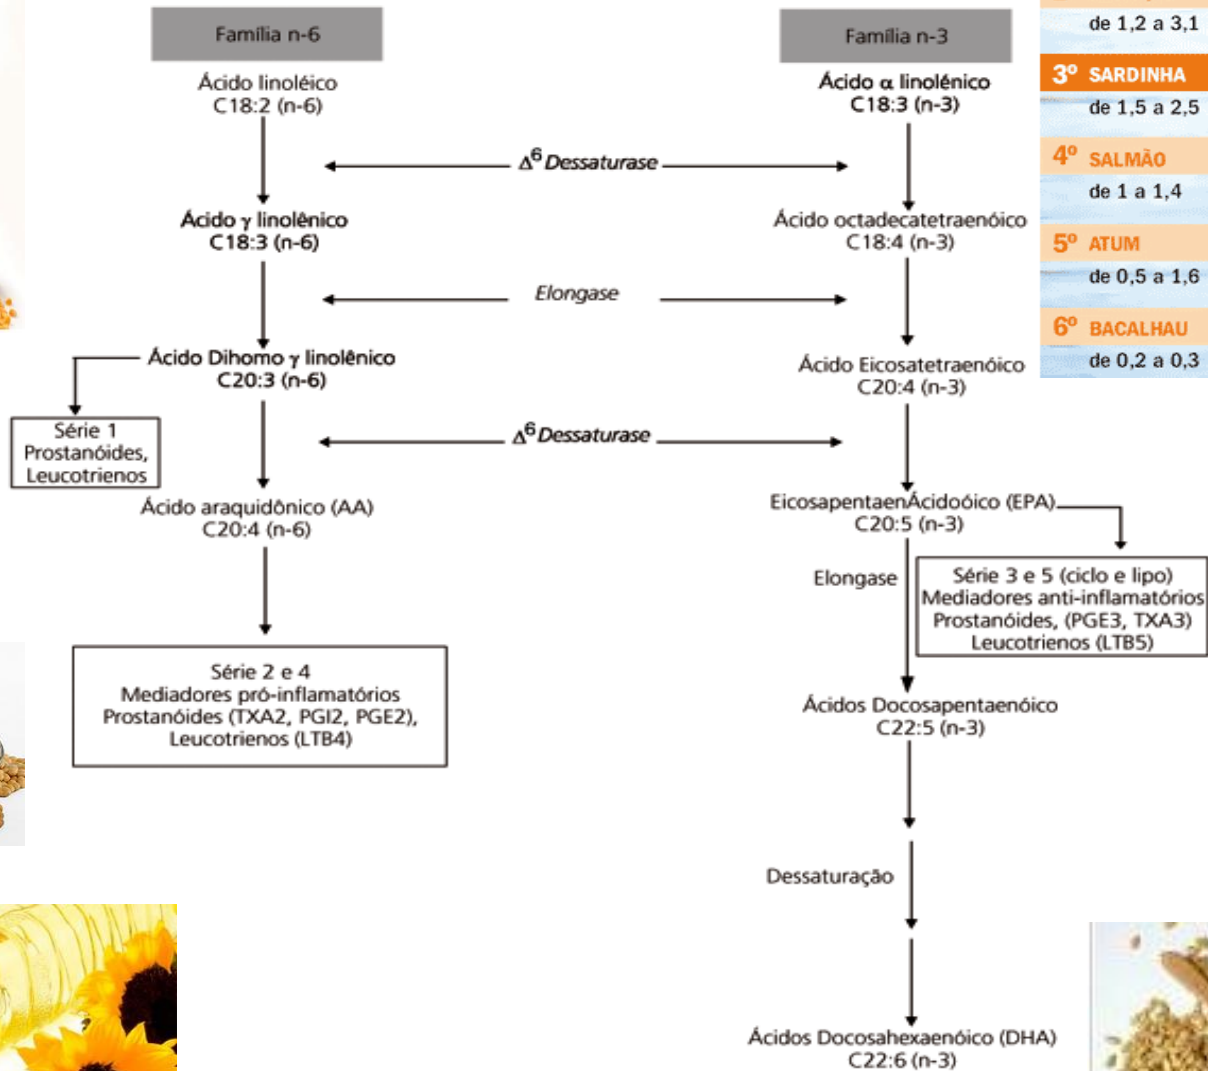 Família n-6
Ácido linoléico
C18:2 (n-6)
Família n-3
Ácido α linolénico
C18:3 (n-3)
Δ⁶ Dessaturase
Ácido γ linolênico
C18:3 (n-6)
Ácido octadecatetraenóico
C18:4 (n-3)
Elongase
Ácido Dihomo γ linolênico
C20:3 (n-6)
Ácido Eicosatetraenóico
C20:4 (n-3)
Série 1
Prostanóides,
Leucotrienos
Δ⁶ Dessaturase
Ácido araquidônico (AA)
C20:4 (n-6)
EicosapentaenÁcidoóico (EPA)
C20:5 (n-3)
Elongase
Série 3 e 5 (ciclo e lipo)
Mediadores anti-inflamatórios
Prostanóides, (PGE3, TXA3)
Leucotrienos (LTB5)
Série 2 e 4
Mediadores pró-inflamatórios
Prostanóides (TXA2, PGI2, PGE2),
Leucotrienos (LTB4)
Ácidos Docosapentaenóico
C22:5 (n-3)
Dessaturação
Ácidos Docosahexaenóico (DHA)
C22:6 (n-3)
de 1,2 a 3,1
3º SARDINHA
de 1,5 a 2,5
4º SALMÃO
de 1 a 1,4
5º ATUM
de 0,5 a 1,6
6º BACALHAU
de 0,2 a 0,3